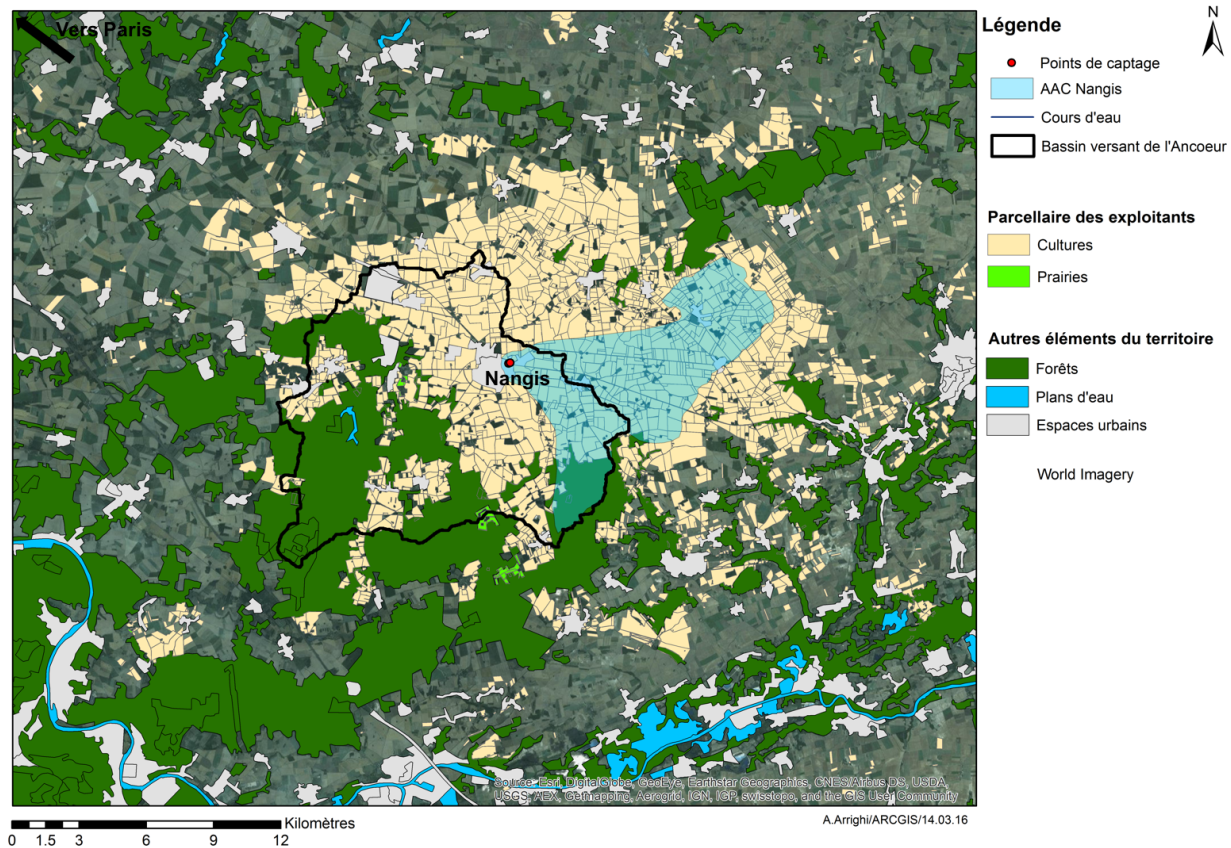 Vers Paris
Nangis
Source: Esri, DigitalGlobe, GeoEye, Earthstar Geographics, CNES/Airbus DS, USDA,
USGS, AEX, Getmapping, Aerogrid, IGN, IGP, swisstopo, and the GIS User Community
Légende
N
Points de captage
AAC Nangis
Cours d'eau
Bassin versant de l'Ancoeur
Parcellaire des exploitants
Cultures
Prairies
Autres éléments du territoire
Forêts
Plans d'eau
Espaces urbains
World Imagery
Kilomètres
0 1.5 3 6 9 12
A.Arrighi/ARCGIS/14.03.16